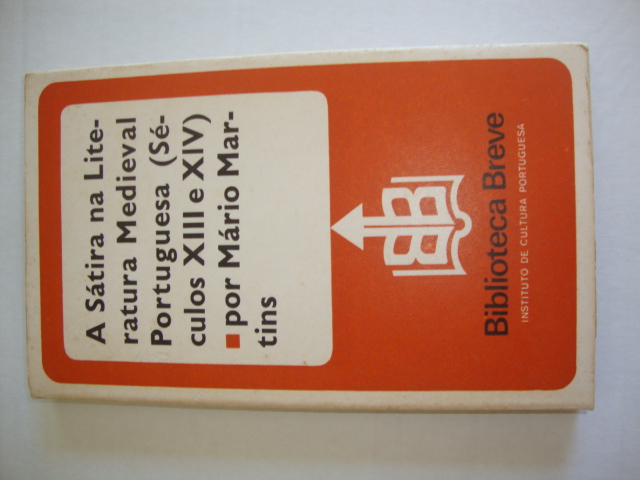 A Sátira na Lite-
ratura Medieval
Portuguesa (Sé-
culos XIII e XIV)
por Mário Mar-
tins
BB
Biblioteca Breve
INSTITUTO DE CULTURA PORTUGUESA